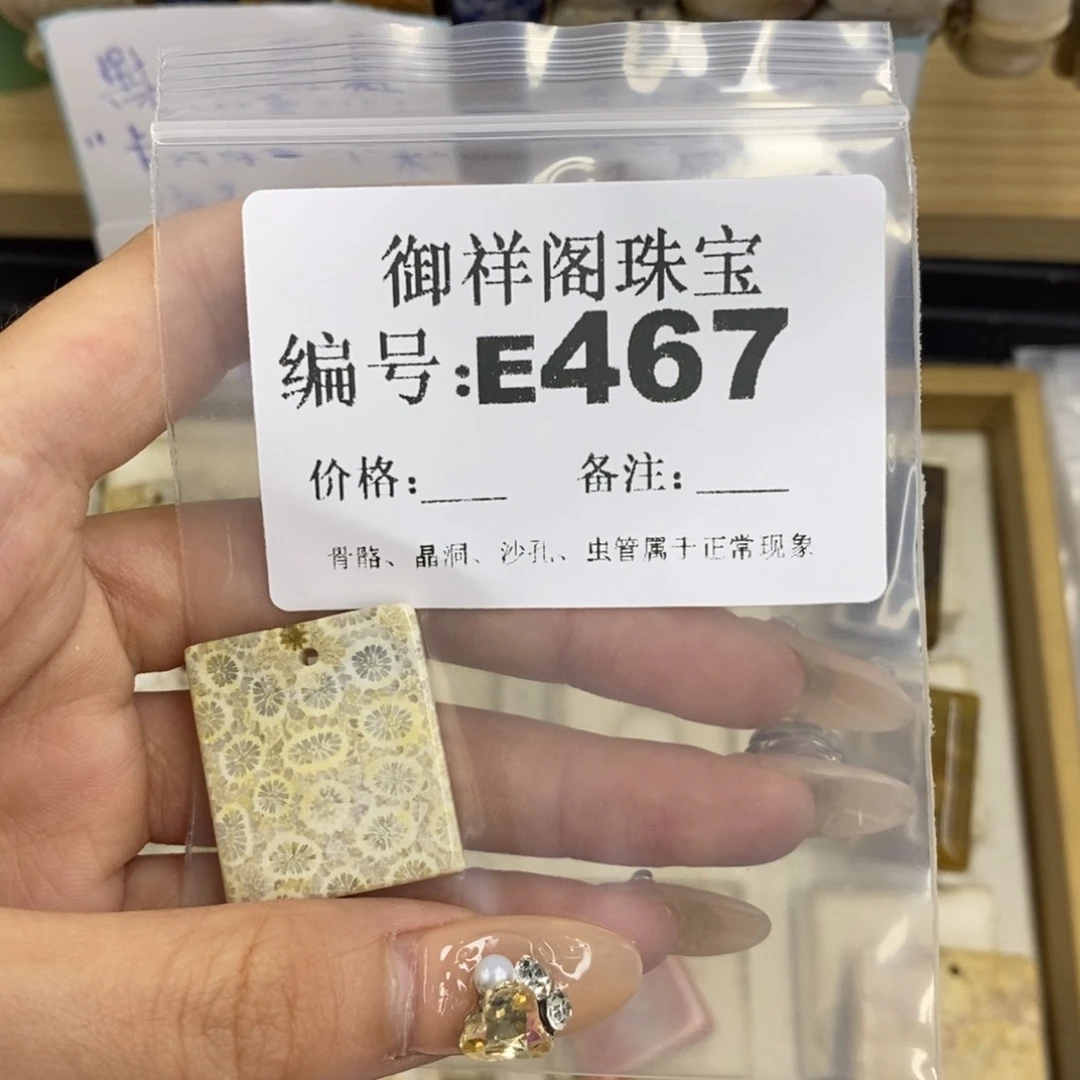 御祥阁珠宝
编号:E467
价格:____ 备注:____
骨骼、晶洞、沙孔、虫管属于正常现象